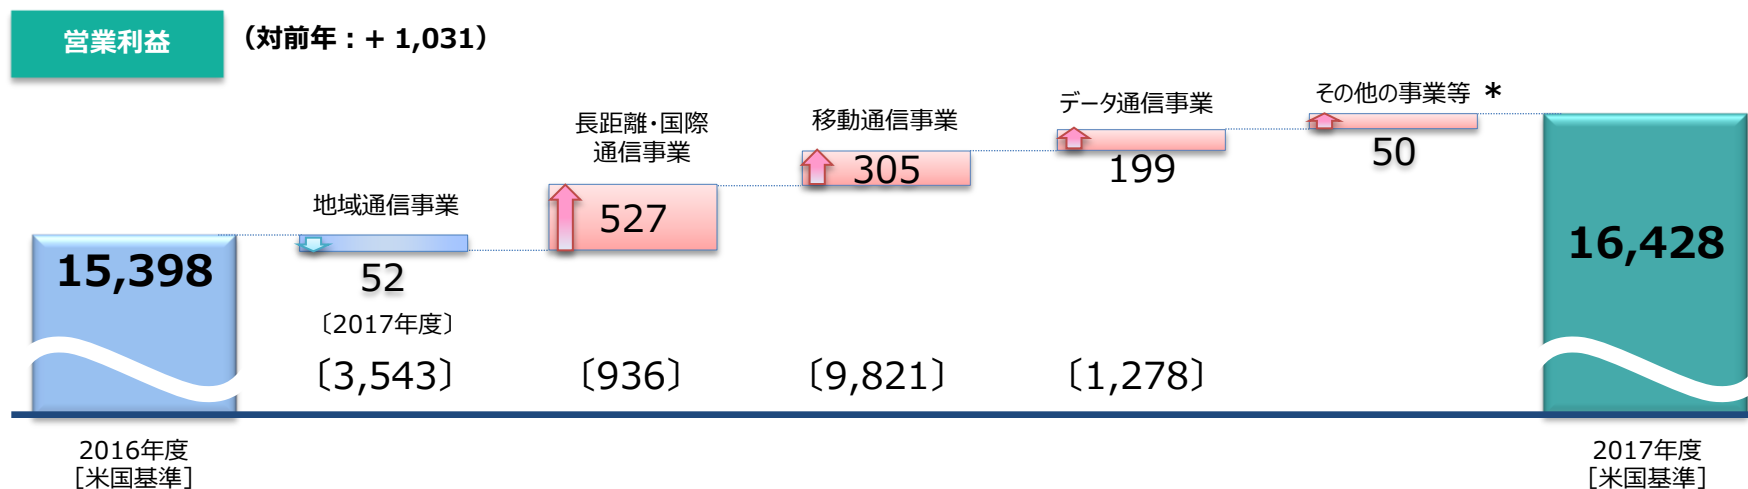 営業利益
（対前年：+ 1,031）
その他の事業等 *
データ通信事業
移動通信事業
長距離・国際
通信事業
地域通信事業
15,398
52
527
305
199
50
16,428
〔2017年度〕
〔3,543〕
〔936〕
〔9,821〕
〔1,278〕
2016年度
［米国基準］
2017年度
［米国基準］